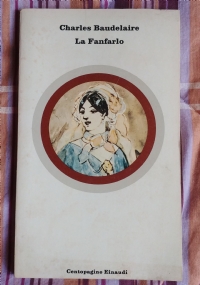 Charles Baudelaire
La Fanfarlo
Centopagine Einaudi